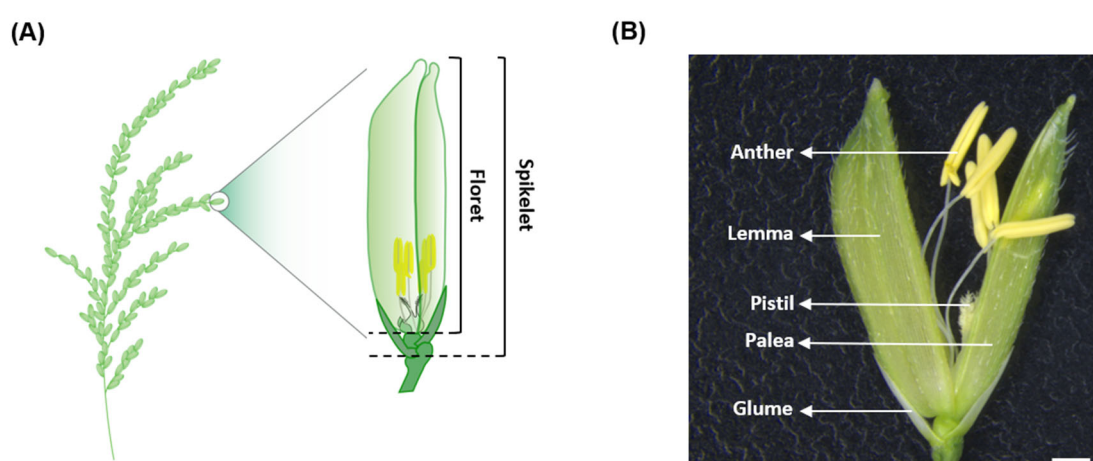 (A)
Floret
Spikelet
(B)
Anther
Lemma
Pistil
Palea
Glume